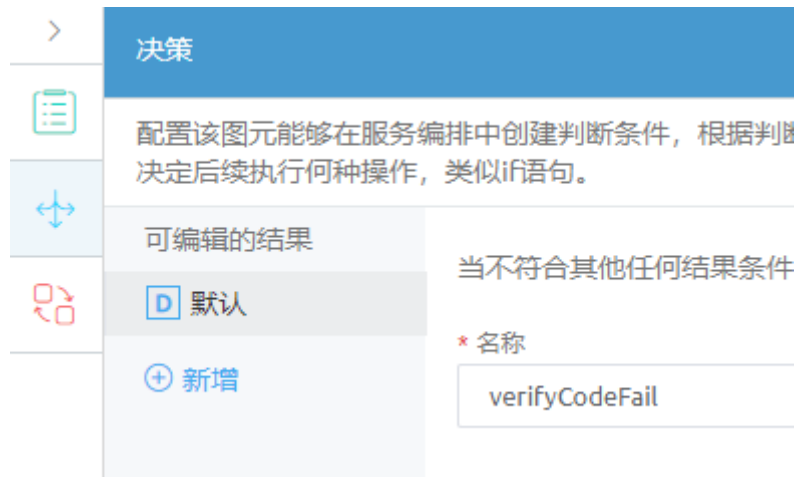 决策
配置该图元能够在服务编排中创建判断条件，根据判断
决定后续执行何种操作，类似if语句。
可编辑的结果
当不符合其他任何结果条件
D 默认
* 名称
新增
verifyCodeFail